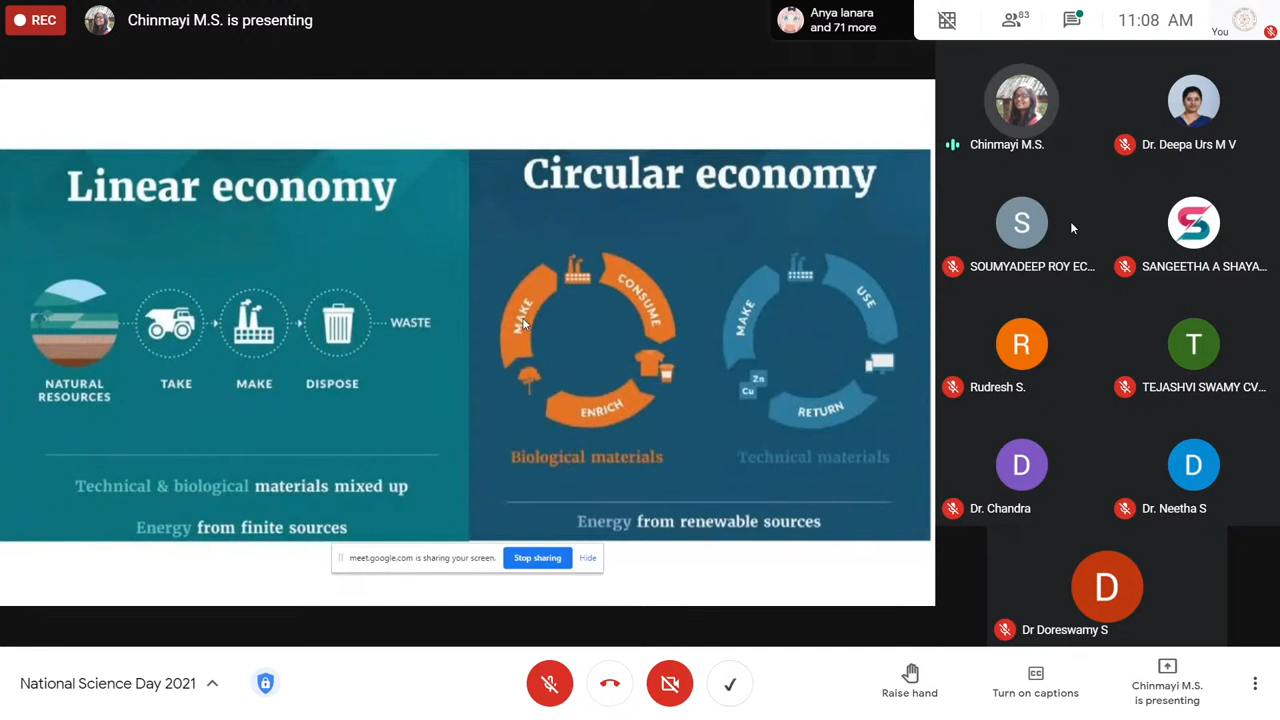 REC
Chinmayi M.S. is presenting
Anya Ianara
and 71 more
83
11:08 AM
You
Linear economy
NATURAL
RESOURCES
TAKE
MAKE
DISPOSE
WASTE
Technical & biological materials mixed up
Energy from finite sources
Circular economy
MAKE
CONSUME
ENRICH
Biological materials
MAKE
USE
Zn
Cu
RETURN
Technical materials
Energy from renewable sources
meet.google.com is sharing your screen.
Stop sharing
Hide
Chinmayi M.S.
Dr. Deepa Urs M V
S
SOUMYADEEP ROY EC...
S
SANGEETHA A SHAYA...
R
Rudresh S.
T
TEJASHVI SWAMY CV...
D
Dr. Chandra
D
Dr. Neetha S
D
Dr Doreswamy S
National Science Day 2021
Raise hand
CC
Turn on captions
Chinmayi M.S.
is presenting